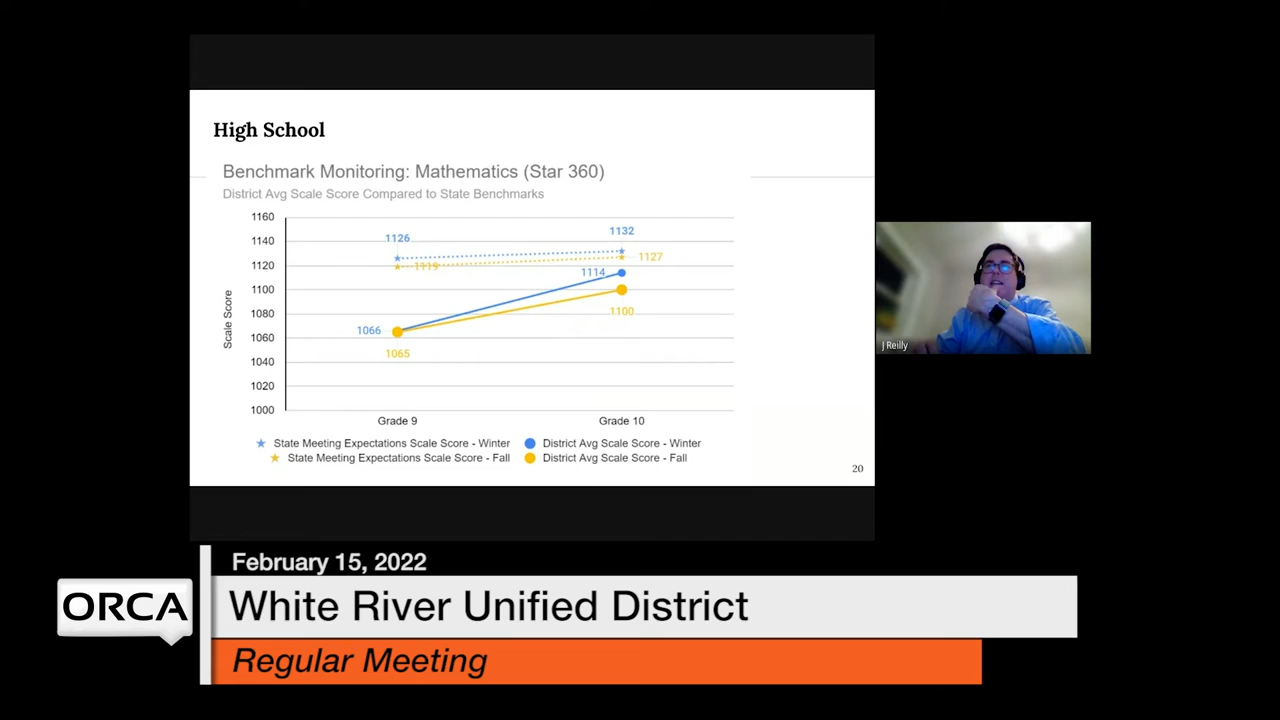 High School
Benchmark Monitoring: Mathematics (Star 360)
District Avg Scale Score Compared to State Benchmarks
Scale Score
1160
1140
1120
1100
1080
1060
1040
1020
1000
1126
1119
1132
1127
1114
1100
1066
1065
Grade 9
Grade 10
State Meeting Expectations Scale Score - Winter
District Avg Scale Score - Winter
State Meeting Expectations Scale Score - Fall
District Avg Scale Score - Fall
20
J Reilly
February 15, 2022
ORCA
White River Unified District
Regular Meeting